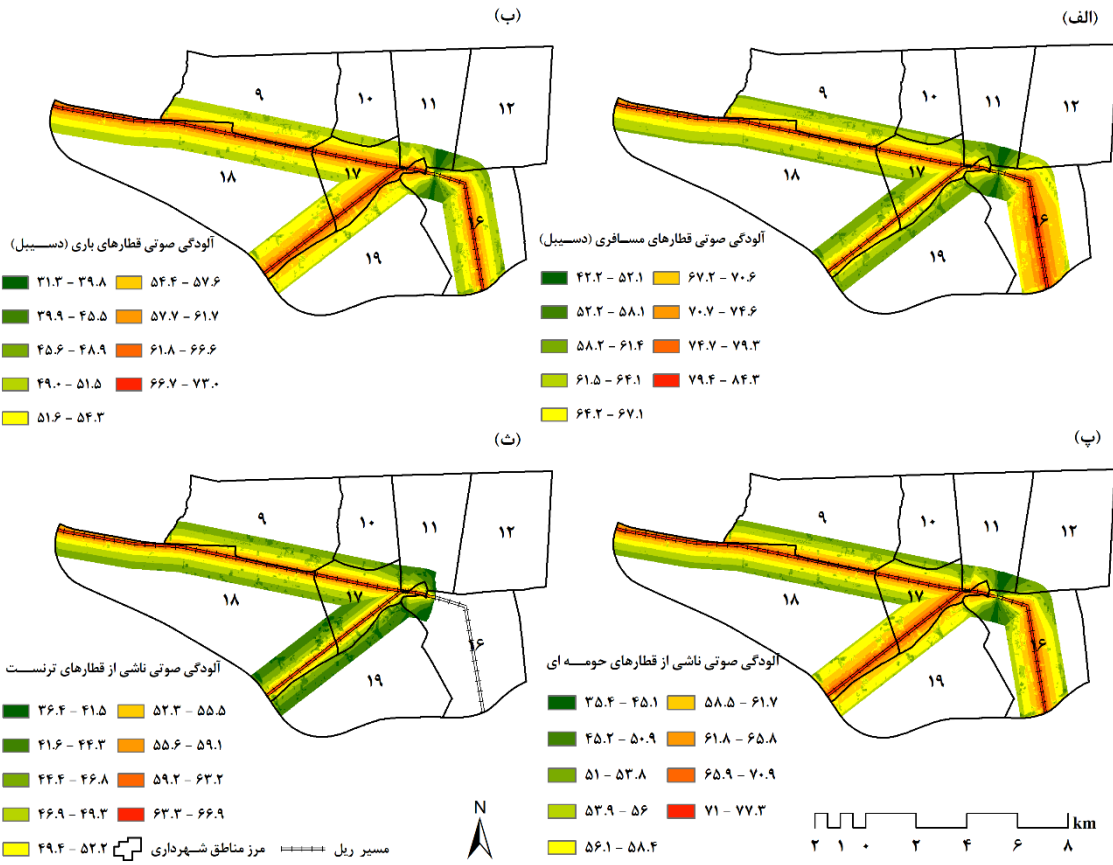 (الف)
۹
۱۰
۱۱
۱۲
۱۸
۱۷
۱۶
۱۹
آلودگی صوتی قطارهای مسافری (دسیبل)
۴۲.۲ – ۵۲.۱
۶۷.۲ – ۷۰.۶
۵۲.۲ – ۵۸.۱
۷۰.۷ – ۷۴.۶
۵۸.۲ – ۶۱.۴
۷۴.۷ – ۷۹.۳
۶۱.۵ – ۶۴.۱
۷۹.۴ – ۸۴.۳
۶۴.۲ – ۶۷.۱
(ب)
۹
۱۰
۱۱
۱۲
۱۸
۱۷
۱۶
۱۹
آلودگی صوتی قطارهای باری (دسیبل)
۳۱.۳ – ۳۹.۸
۵۴.۴ – ۵۷.۶
۳۹.۹ – ۴۵.۵
۵۷.۷ – ۶۱.۷
۴۵.۶ – ۴۸.۹
۶۱.۸ – ۶۶.۶
۴۹.۰ – ۵۱.۵
۶۶.۷ – ۷۳.۰
۵۱.۶ – ۵۴.۳
(پ)
۹
۱۰
۱۱
۱۲
۱۸
۱۷
۱۶
۱۹
آلودگی صوتی ناشی از قطارهای حومه ای
۳۵.۴ – ۴۵.۱
۵۸.۵ – ۶۱.۷
۴۵.۲ – ۵۰.۹
۶۱.۸ – ۶۵.۸
۵۱ – ۵۳.۸
۶۵.۹ – ۷۰.۹
۵۳.۹ – ۵۶
۷۱ – ۷۷.۳
۵۶.۱ – ۵۸.۴
km
۲ ۱ ۰ ۲ ۴ ۶ ۸
(ث)
۹
۱۰
۱۱
۱۲
۱۸
۱۷
۱۶
۱۹
آلودگی صوتی ناشی از قطارهای ترنست
۳۶.۴ – ۴۱.۵
۵۲.۳ – ۵۵.۵
۴۱.۶ – ۴۴.۳
۵۵.۶ – ۵۹.۱
۴۴.۴ – ۴۶.۸
۵۹.۲ – ۶۳.۲
۴۶.۹ – ۴۹.۳
۶۳.۳ – ۶۶.۹
۴۹.۴ – ۵۲.۲
مرز مناطق شهرداری
مسیر ریل
N